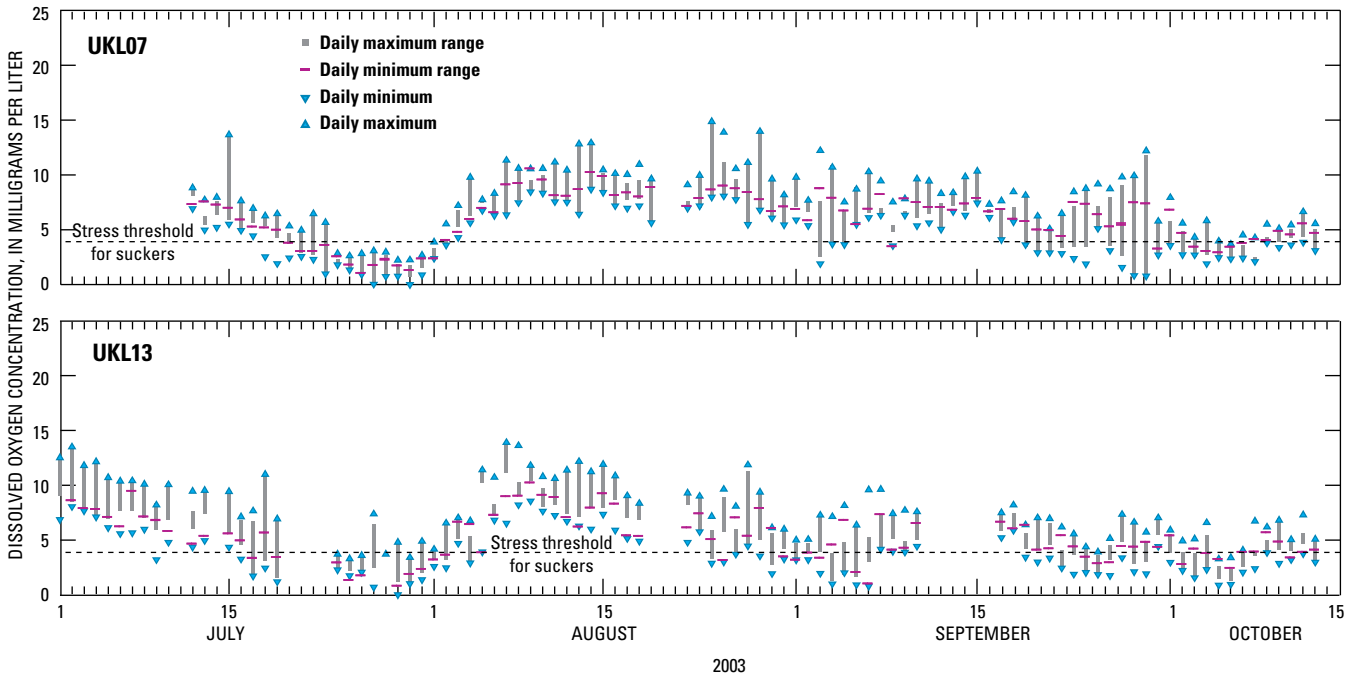 DISSOLVED OXYGEN CONCENTRATION, IN MILLIGRAMS PER LITER
25
20
15
10
5
0
UKL07
Daily maximum range
Daily minimum range
Daily minimum
Daily maximum
Stress threshold
for suckers
25
20
15
10
5
0
UKL13
Stress threshold
for suckers
1 15 1 15 1 15 1 15
JULY AUGUST SEPTEMBER OCTOBER
2003